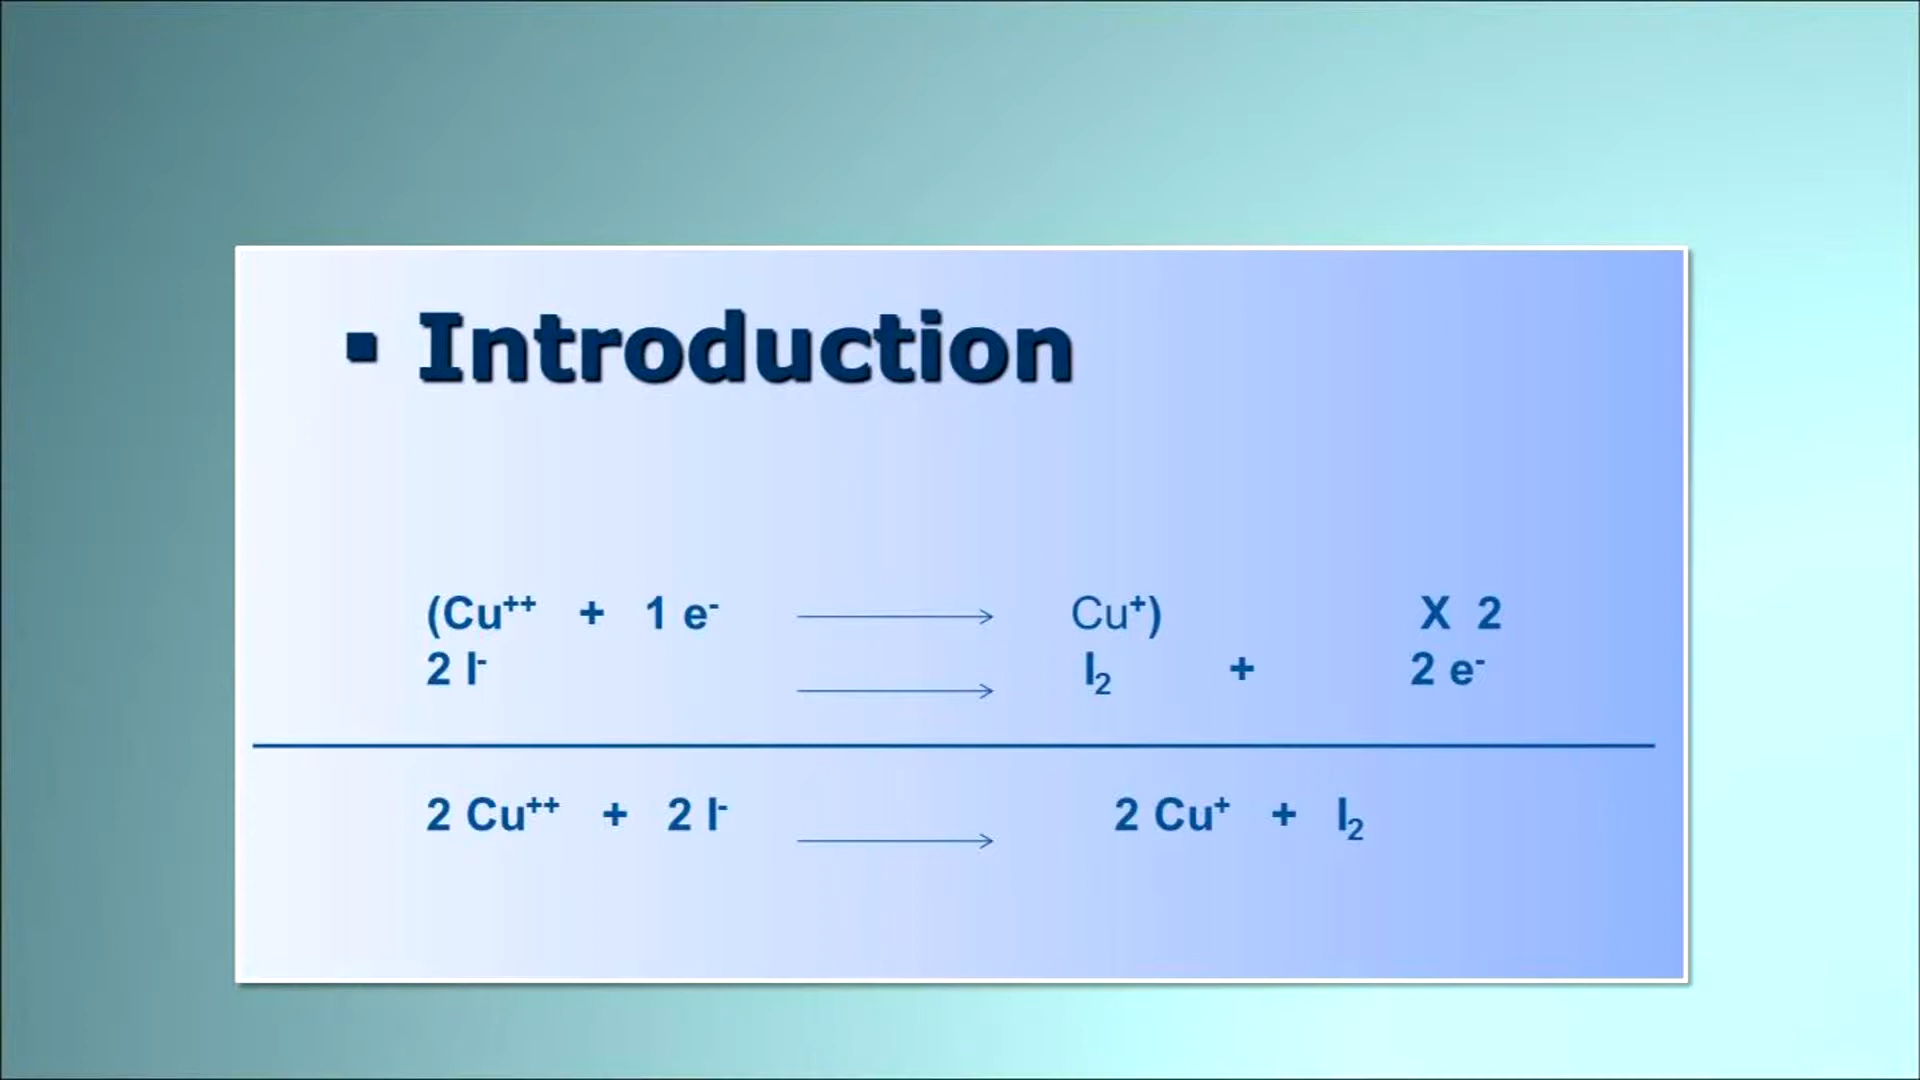 ▪ Introduction
(Cu⁺⁺ + 1 e⁻ ⟶ Cu⁺) X 2
2 I⁻ ⟶ I₂ + 2 e⁻
2 Cu⁺⁺ + 2 I⁻ ⟶ 2 Cu⁺ + I₂